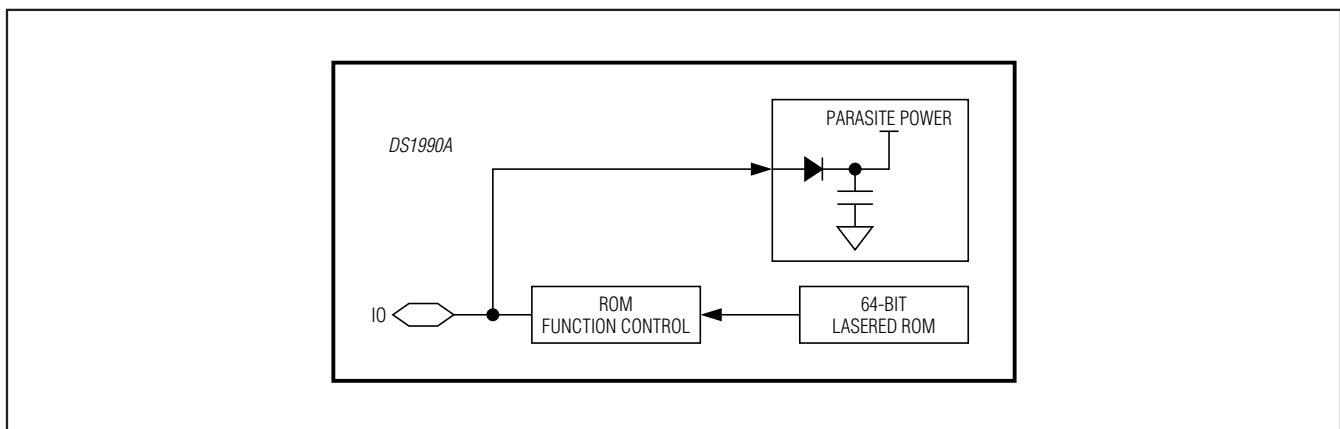 PARASITE POWER
DS1990A
IO
ROM
FUNCTION CONTROL
64-BIT
LASERED ROM